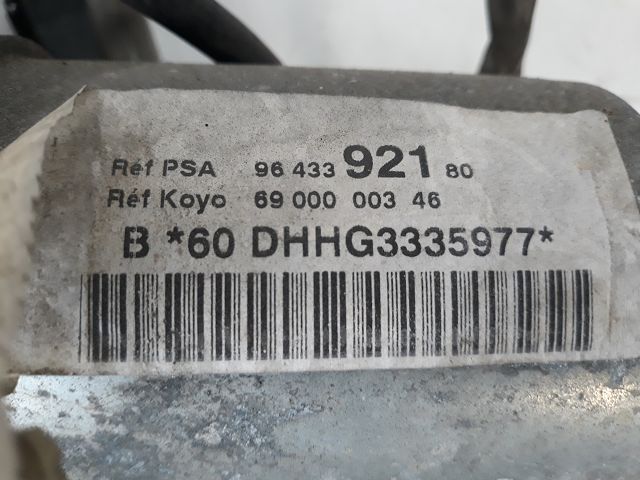 Réf PSA 96 433 921 80
Réf Koyo 69 000 003 46
B *60 DHHG3335977*